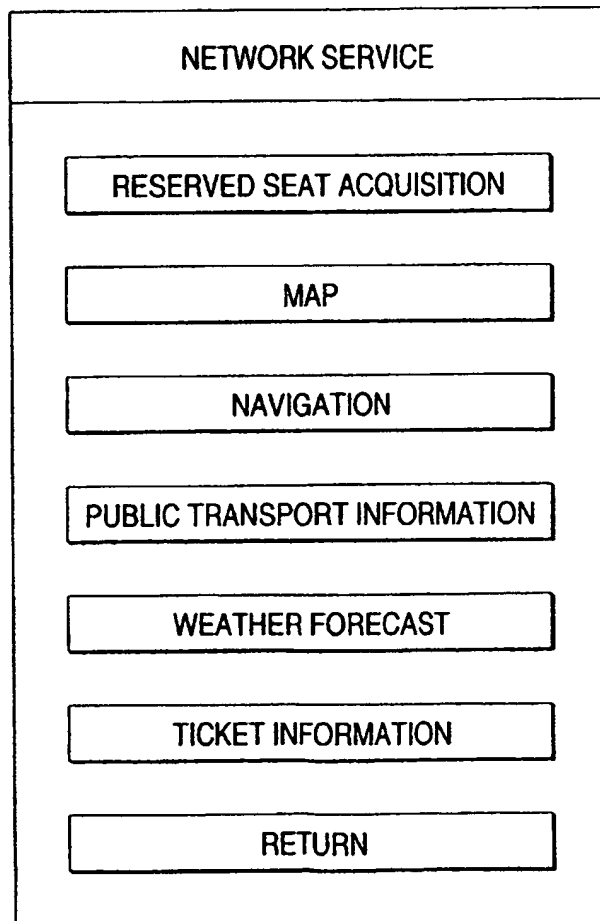 NETWORK SERVICE
RESERVED SEAT ACQUISITION
MAP
NAVIGATION
PUBLIC TRANSPORT INFORMATION
WEATHER FORECAST
TICKET INFORMATION
RETURN